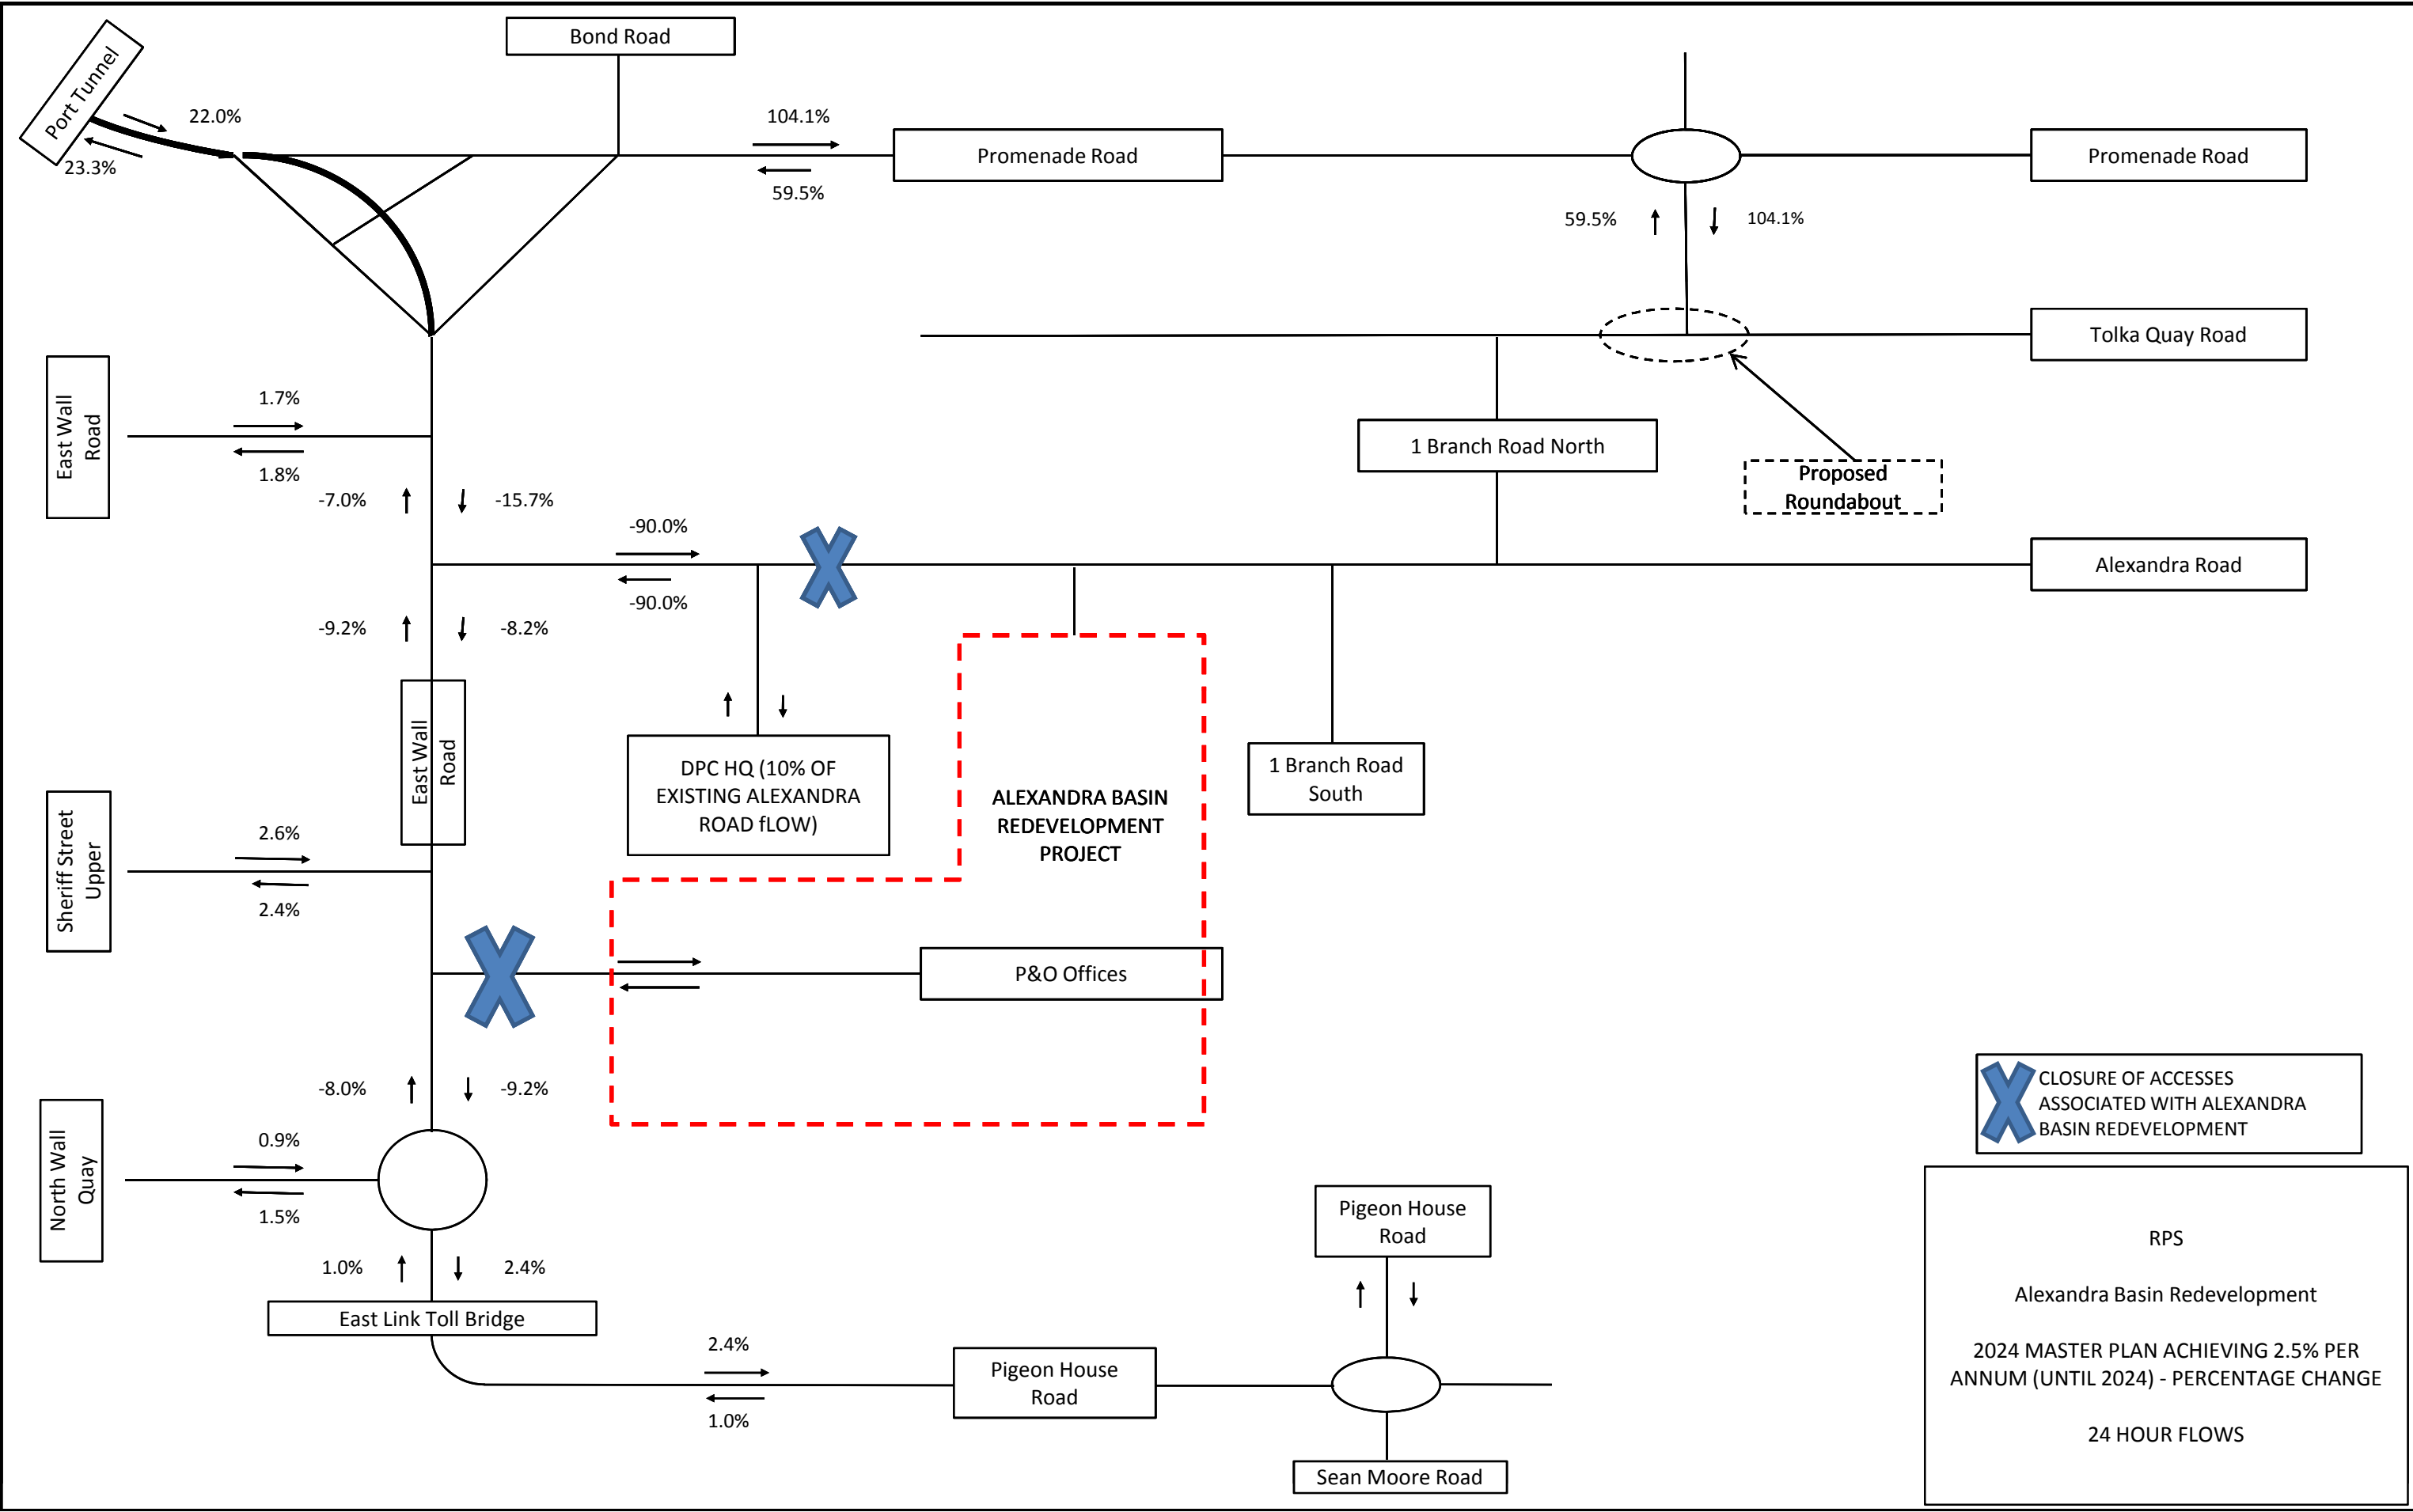 Bond Road
Port Tunnel
22.0%
23.3%
104.1%
59.5%
Promenade Road
Promenade Road
59.5%
104.1%
Tolka Quay Road
East Wall
Road
1.7%
1.8%
-7.0%
-15.7%
1 Branch Road North
Proposed
Roundabout
-90.0%
-90.0%
Alexandra Road
-9.2%
-8.2%
East Wall
Road
DPC HQ (10% OF
EXISTING ALEXANDRA
ROAD fLOW)
ALEXANDRA BASIN
REDEVELOPMENT
PROJECT
1 Branch Road
South
Sheriff Street
Upper
2.6%
2.4%
P&O Offices
-8.0%
-9.2%
North Wall
Quay
0.9%
1.5%
1.0%
2.4%
East Link Toll Bridge
2.4%
1.0%
Pigeon House
Road
Pigeon House
Road
Sean Moore Road
CLOSURE OF ACCESSES
ASSOCIATED WITH ALEXANDRA
BASIN REDEVELOPMENT
RPS
Alexandra Basin Redevelopment
2024 MASTER PLAN ACHIEVING 2.5% PER
ANNUM (UNTIL 2024) - PERCENTAGE CHANGE
24 HOUR FLOWS